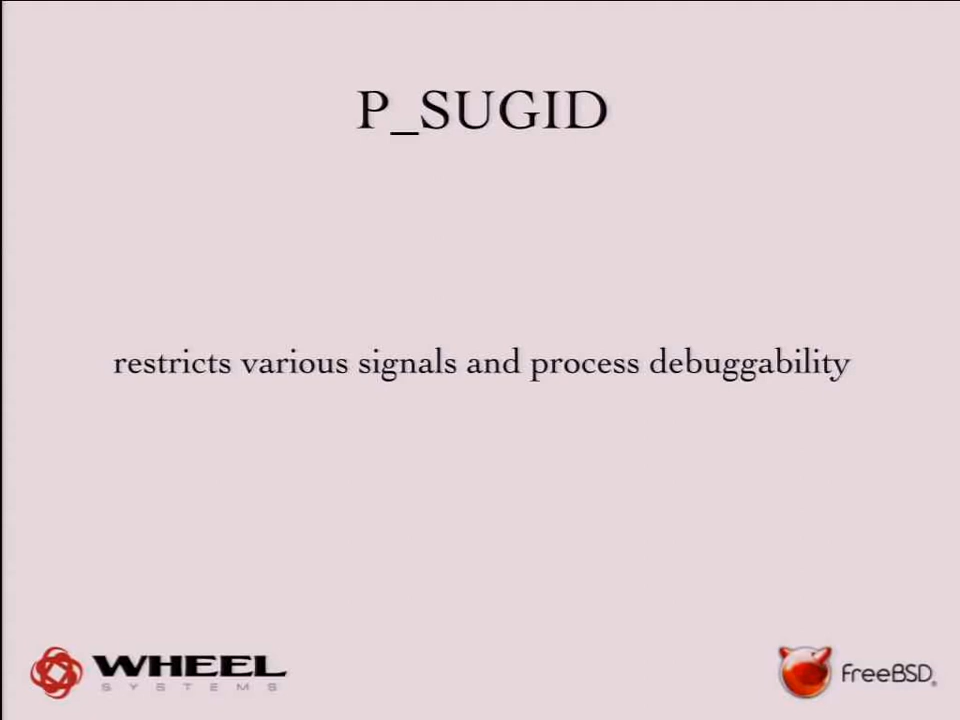 P_SUGID
restricts various signals and process debuggability
WHEEL
SYSTEMS
FreeBSD®